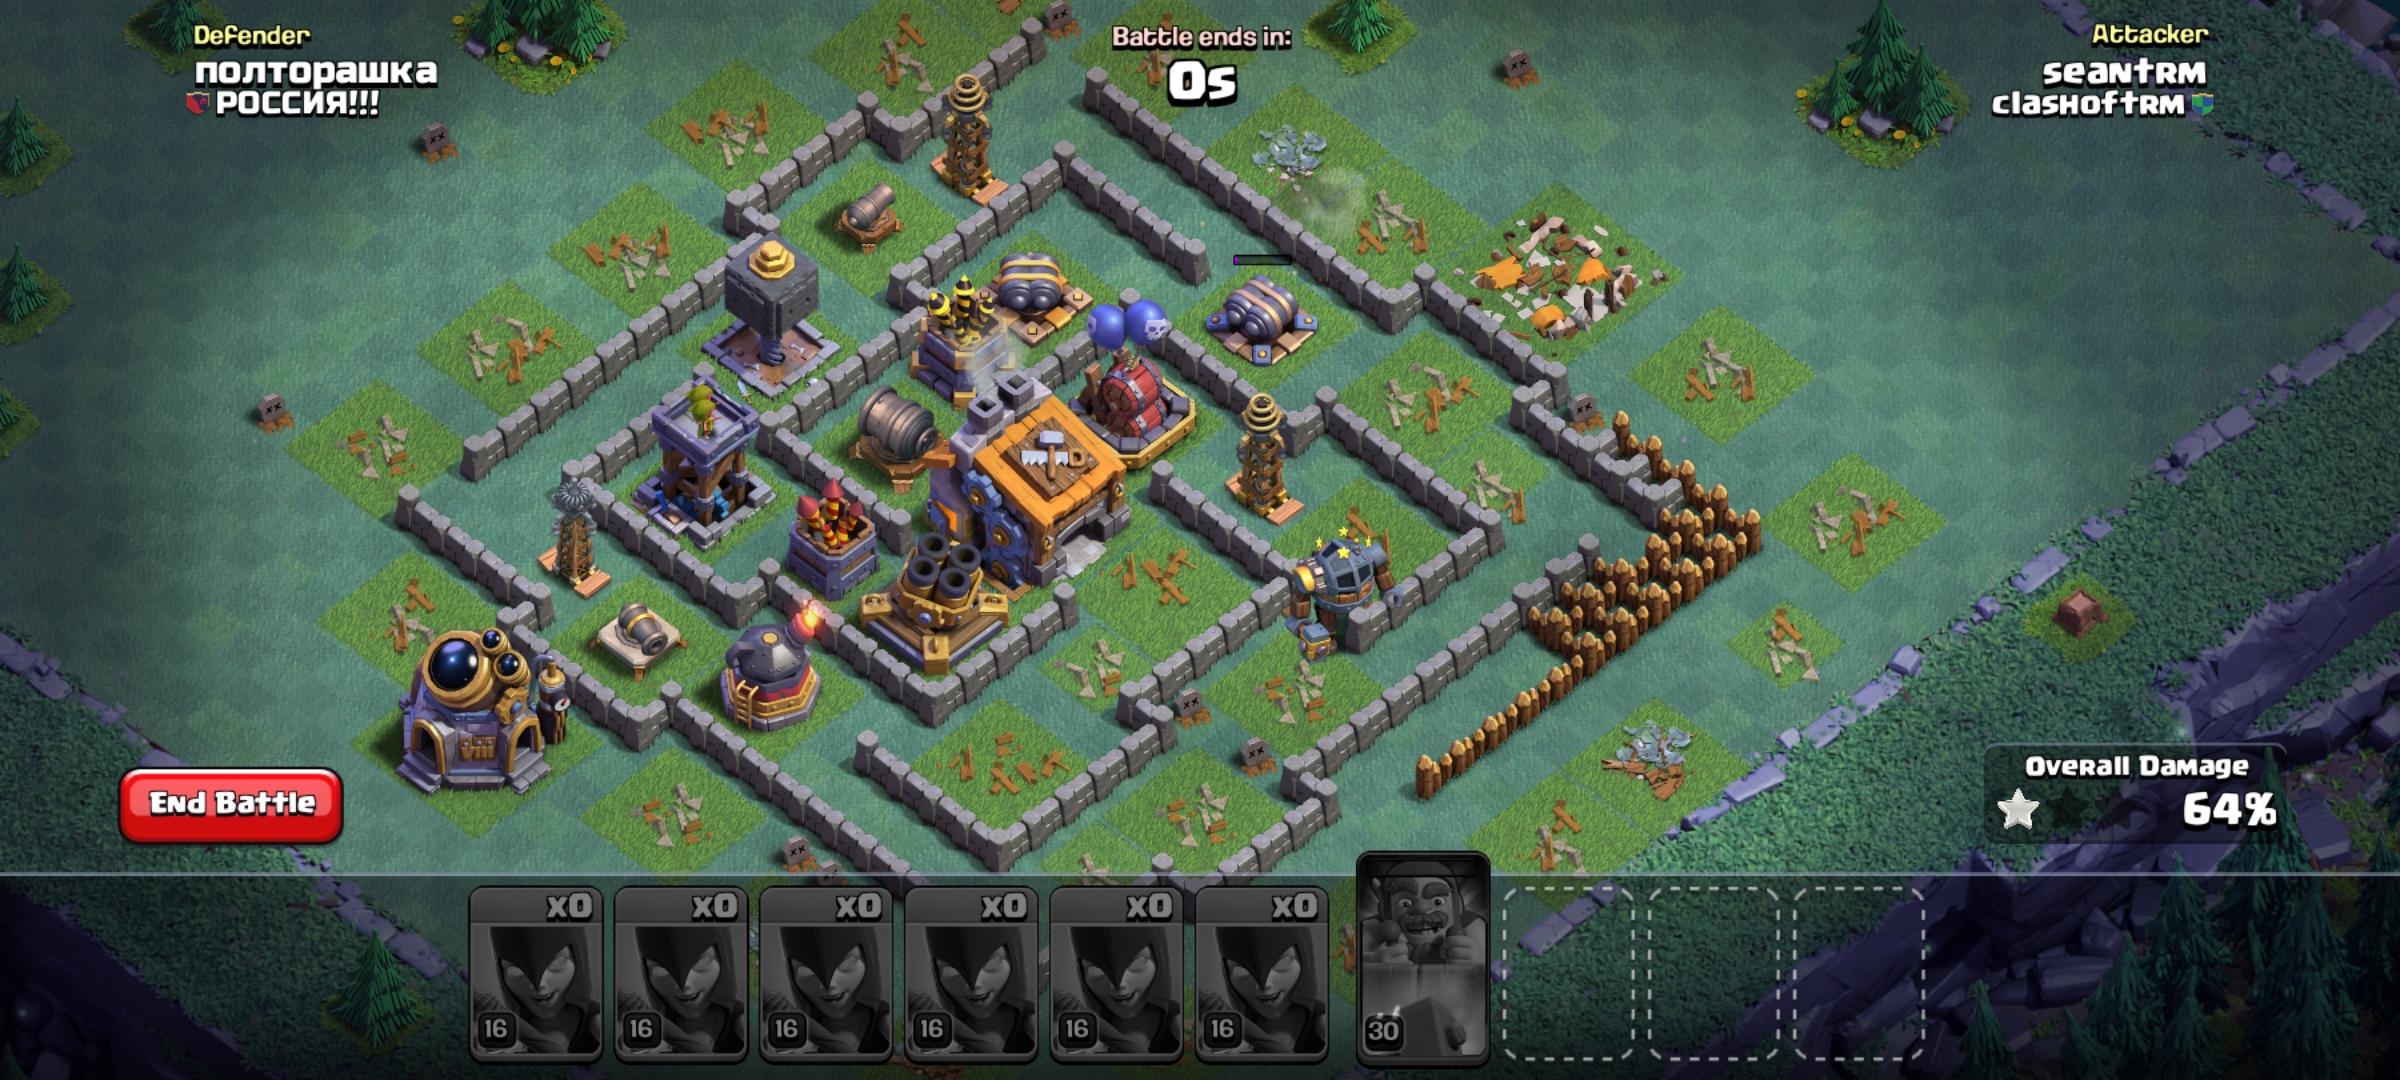 Defender
полторашка
РОССИЯ!!!
Battle ends in:
0s
Attacker
seantRM
clashoftRM
End Battle
Overall Damage
64%
x0
x0
x0
x0
x0
x0
16
16
16
16
16
16
30
VIII